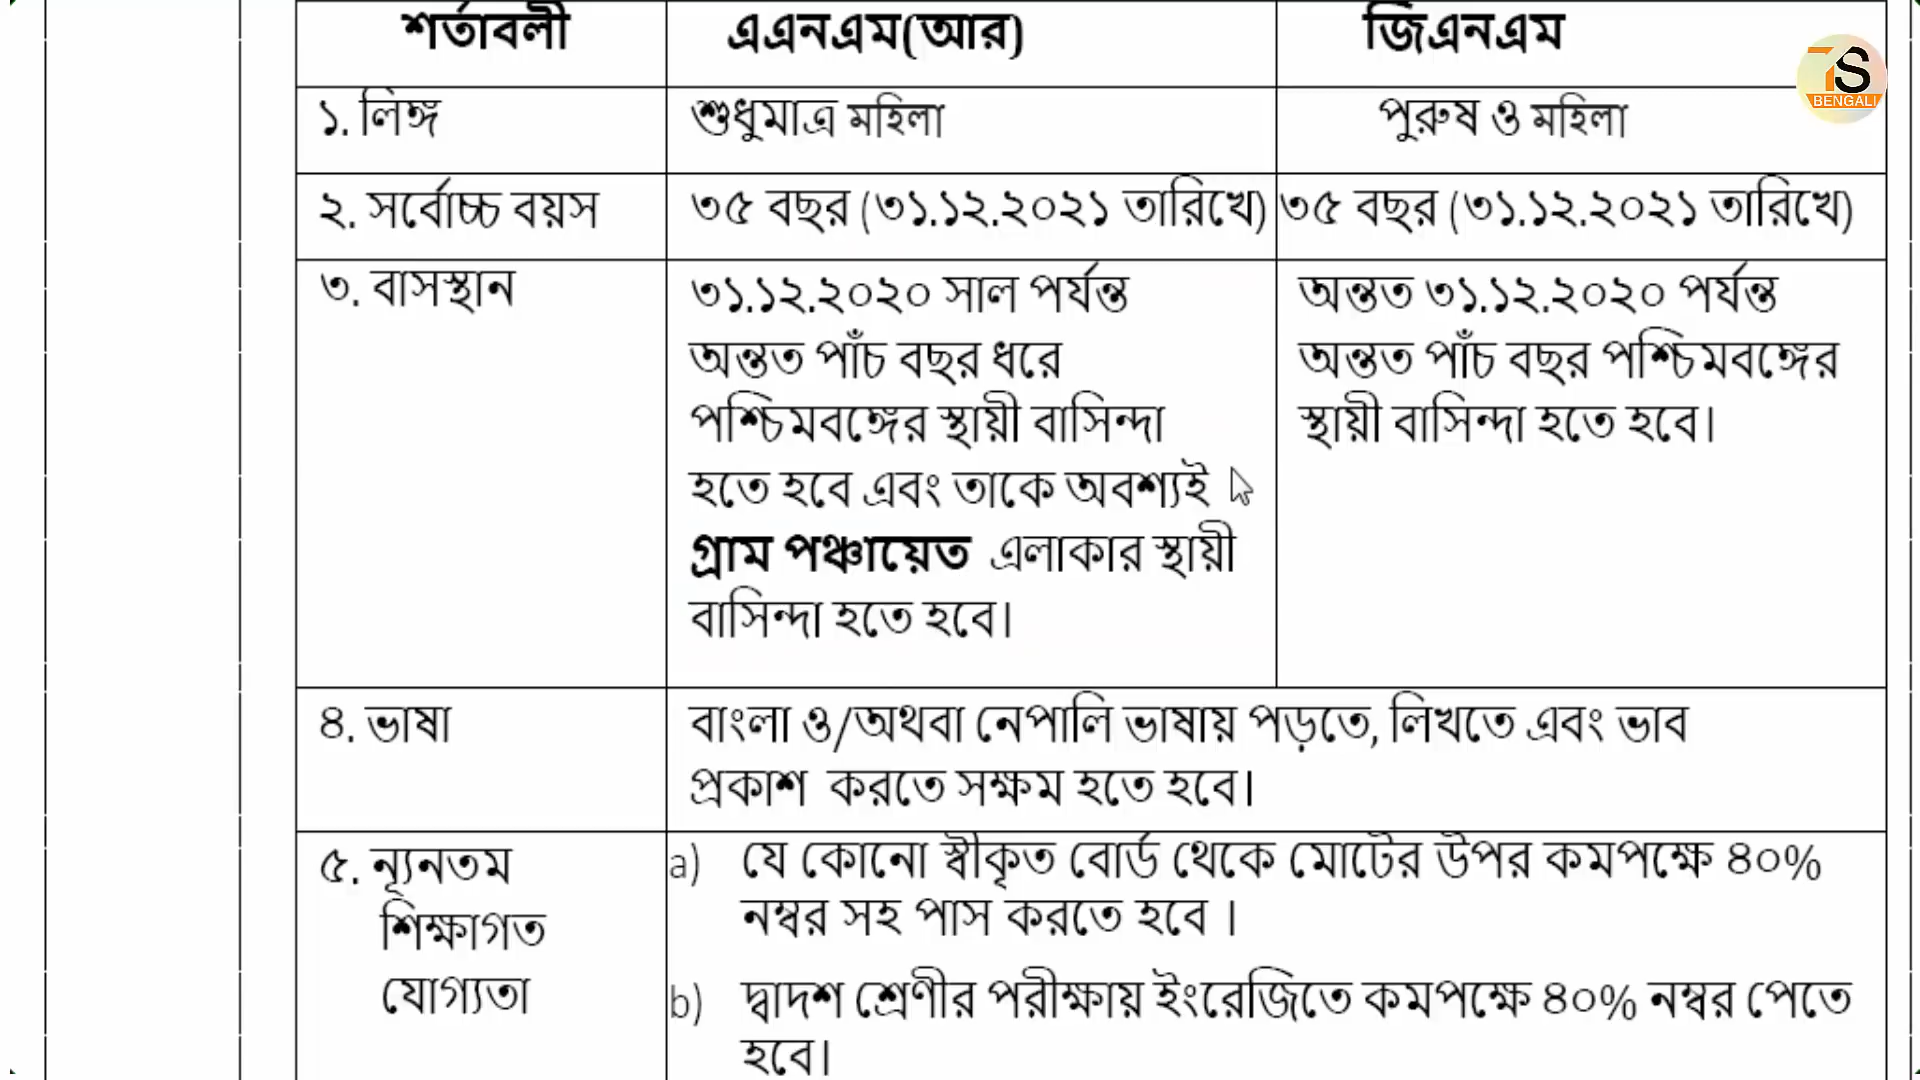 শর্তাবলী এএনএম(আর) জিএনএম
7S
BENGALI
১. লিঙ্গ শুধুমাত্র মহিলা পুরুষ ও মহিলা
২. সর্বোচ্চ বয়স ৩৫ বছর (৩১.১২.২০২১ তারিখে) ৩৫ বছর (৩১.১২.২০২১ তারিখে)
৩. বাসস্থান
৩১.১২.২০২০ সাল পর্যন্ত
অন্তত পাঁচ বছর ধরে
পশ্চিমবঙ্গের স্থায়ী বাসিন্দা
হতে হবে এবং তাকে অবশ্যই
গ্রাম পঞ্চায়েত এলাকার স্থায়ী
বাসিন্দা হতে হবে।
অন্তত ৩১.১২.২০২০ পর্যন্ত
অন্তত পাঁচ বছর পশ্চিমবঙ্গের
স্থায়ী বাসিন্দা হতে হবে।
৪. ভাষা
বাংলা ও/অথবা নেপালি ভাষায় পড়তে, লিখতে এবং ভাব
প্রকাশ করতে সক্ষম হতে হবে।
৫. ন্যূনতম
শিক্ষাগত
যোগ্যতা
a) যে কোনো স্বীকৃত বোর্ড থেকে মোটের উপর কমপক্ষে ৪০%
নম্বর সহ পাস করতে হবে ।
b) দ্বাদশ শ্রেণীর পরীক্ষায় ইংরেজিতে কমপক্ষে ৪০% নম্বর পেতে
হবে।